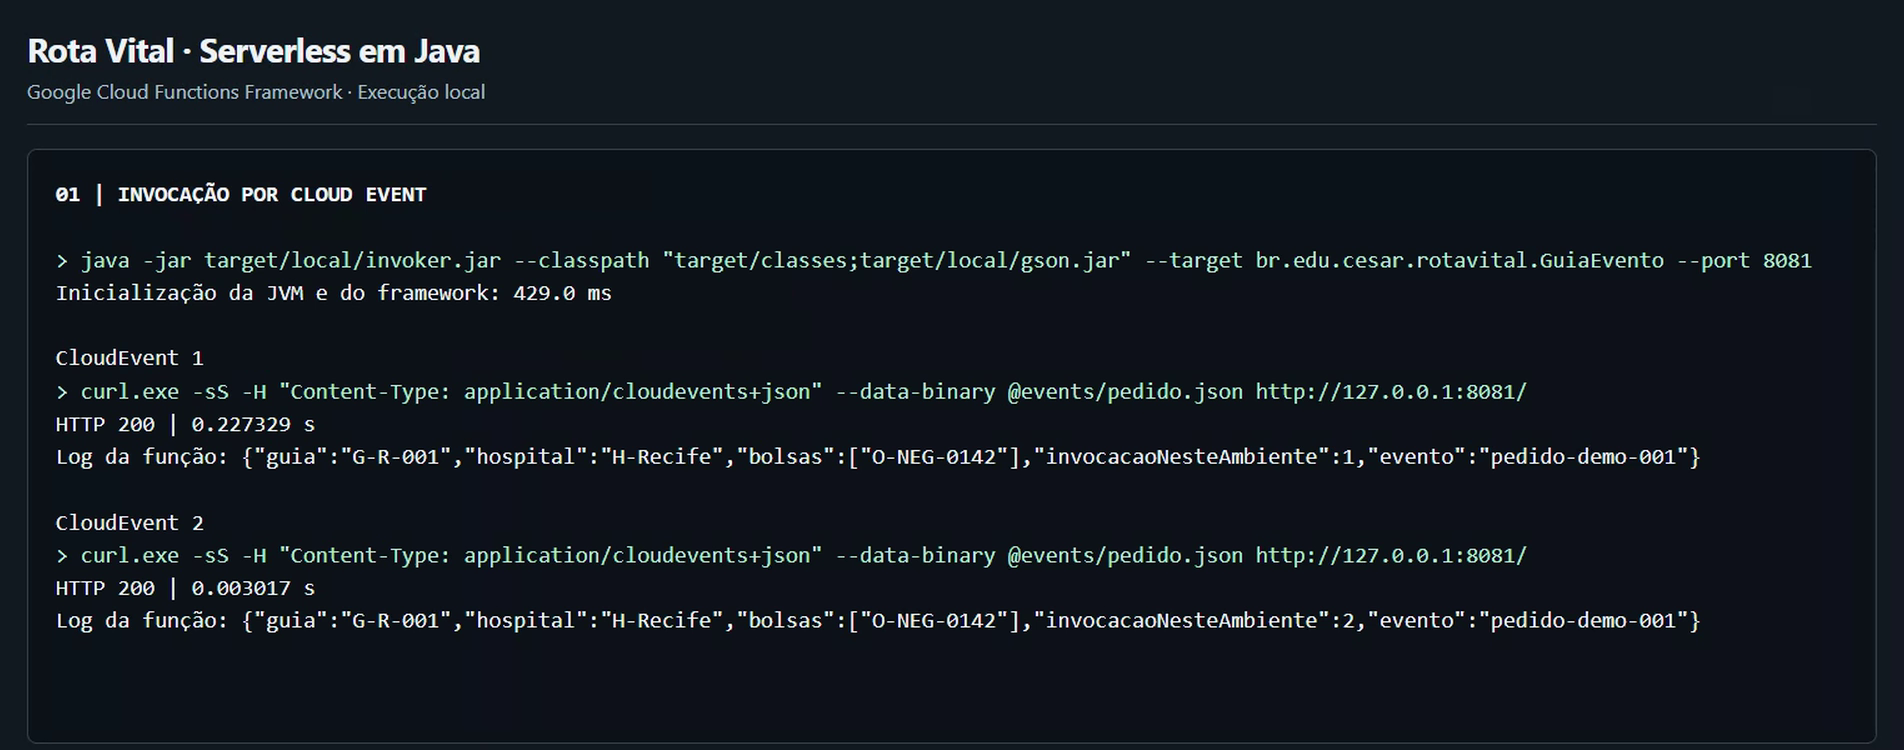 Rota Vital · Serverless em Java
Google Cloud Functions Framework · Execução local
01 | INVOCAÇÃO POR CLOUD EVENT
> java -jar target/local/invoker.jar --classpath "target/classes;target/local/gson.jar" --target br.edu.cesar.rotavital.GuiaEvento --port 8081
Inicialização da JVM e do framework: 429.0 ms
CloudEvent 1
> curl.exe -sS -H "Content-Type: application/cloudevents+json" --data-binary @events/pedido.json http://127.0.0.1:8081/
HTTP 200 | 0.227329 s
Log da função: {"guia":"G-R-001","hospital":"H-Recife","bolsas":["O-NEG-0142"],"invocacaoNesteAmbiente":1,"evento":"pedido-demo-001"}
CloudEvent 2
> curl.exe -sS -H "Content-Type: application/cloudevents+json" --data-binary @events/pedido.json http://127.0.0.1:8081/
HTTP 200 | 0.003017 s
Log da função: {"guia":"G-R-001","hospital":"H-Recife","bolsas":["O-NEG-0142"],"invocacaoNesteAmbiente":2,"evento":"pedido-demo-001"}